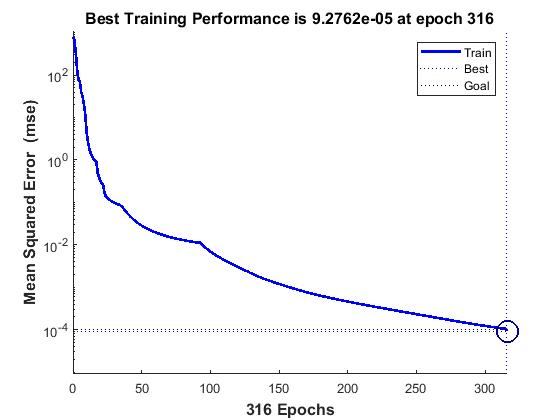 Best Training Performance is 9.2762e-05 at epoch 316
Train
Best
Goal
Mean Squared Error  (mse)
10^2
10^0
10^-2
10^-4
0 50 100 150 200 250 300
316 Epochs